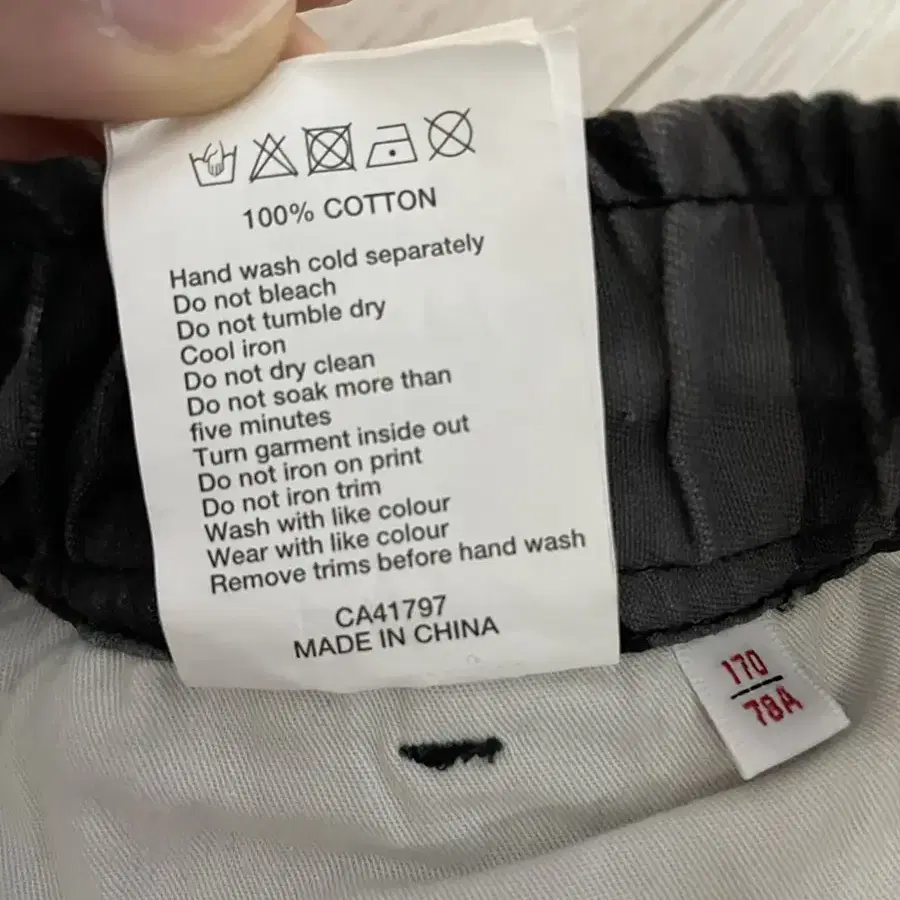 100% COTTON
Hand wash cold separately
Do not bleach
Do not tumble dry
Cool iron
Do not dry clean
Do not soak more than
five minutes
Turn garment inside out
Do not iron on print
Do not iron trim
Wash with like colour
Wear with like colour
Remove trims before hand wash
CA41797
MADE IN CHINA
170
78A